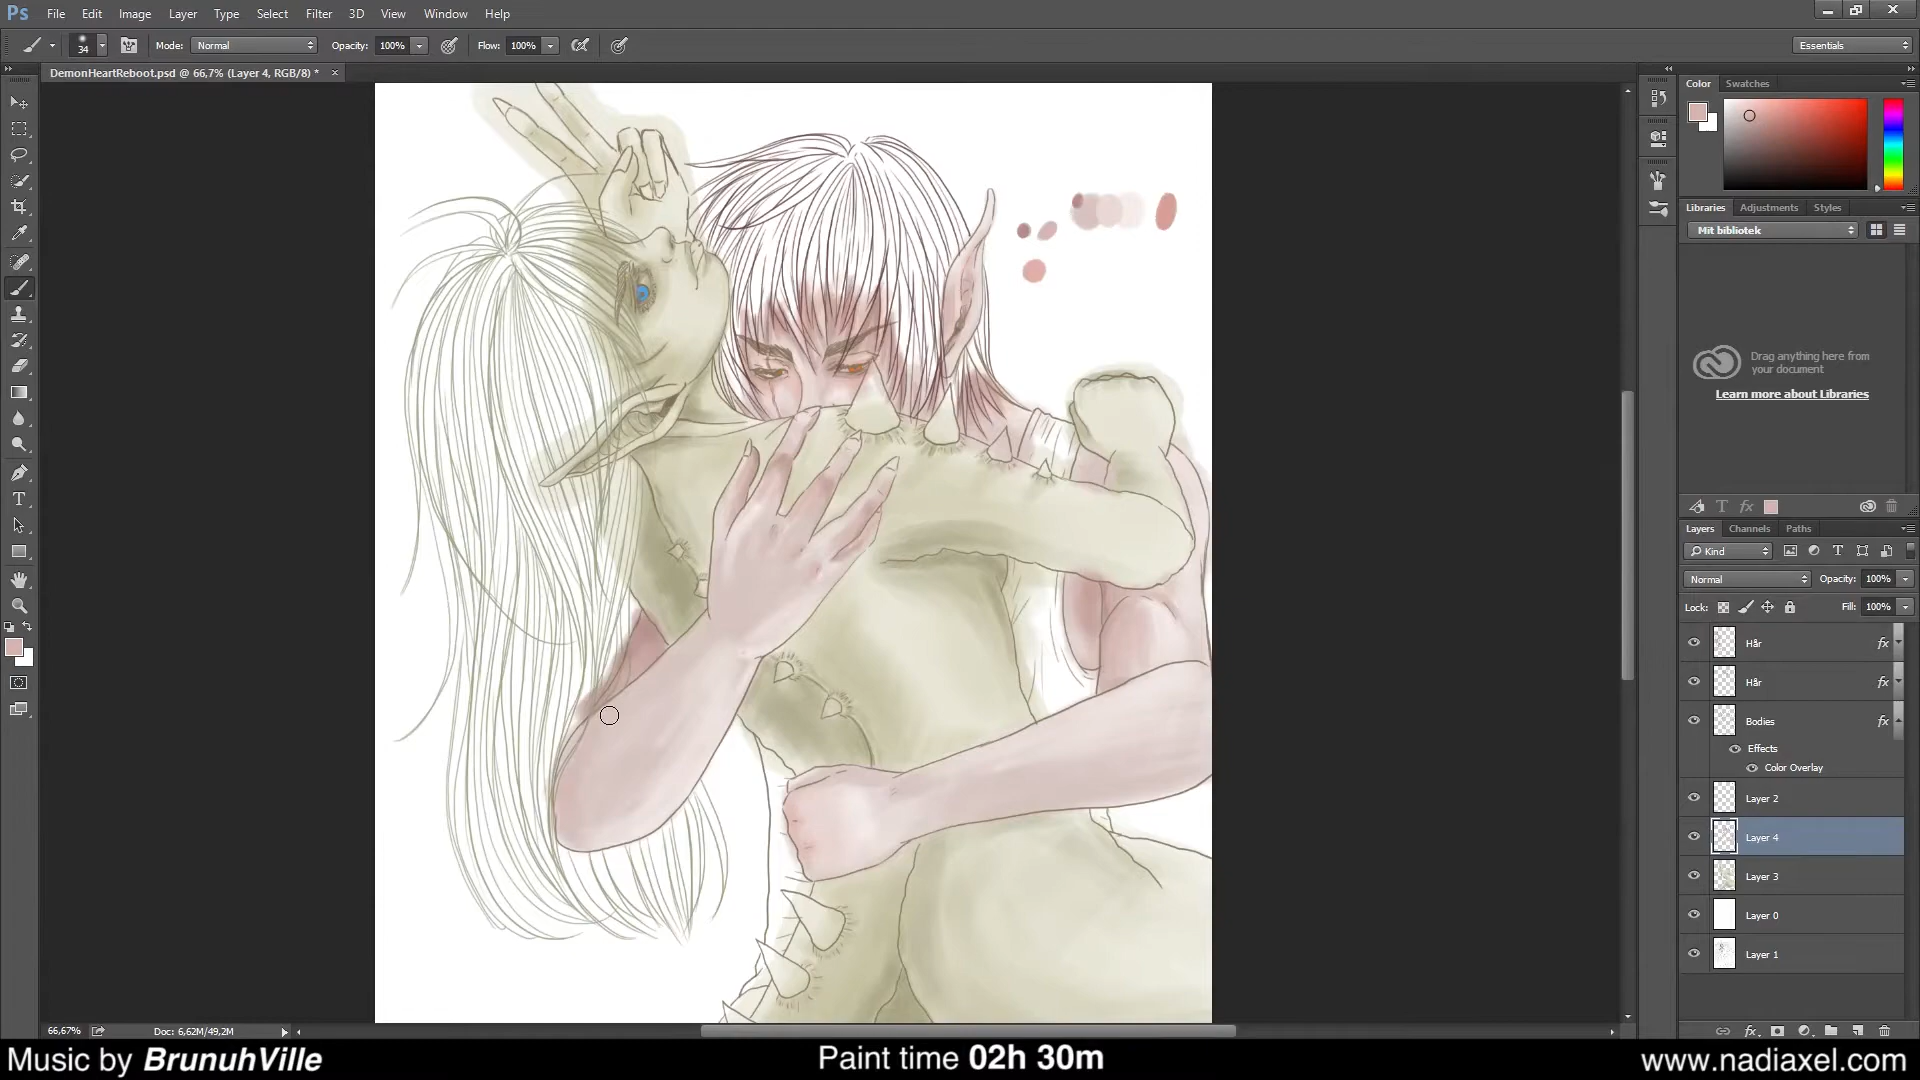 Ps File Edit Image Layer Type Select Filter 3D View Window Help
34 Mode: Normal Opacity: 100% Flow: 100% Essentials
DemonHeartReboot.psd @ 66,7% (Layer 4, RGB/8) * ×
Color Swatches
Libraries Adjustments Styles
Mit bibliotek
Drag anything here from
your document
Learn more about Libraries
Layers Channels Paths
Kind
Normal Opacity: 100%
Lock: Fill: 100%
Hår fx
Hår fx
Bodies fx
Effects
Color Overlay
Layer 2
Layer 4
Layer 3
Layer 0
Layer 1
66,67% Doc: 6,62M/49,2M
Music by BrunuhVille Paint time 02h 30m www.nadiaxel.com